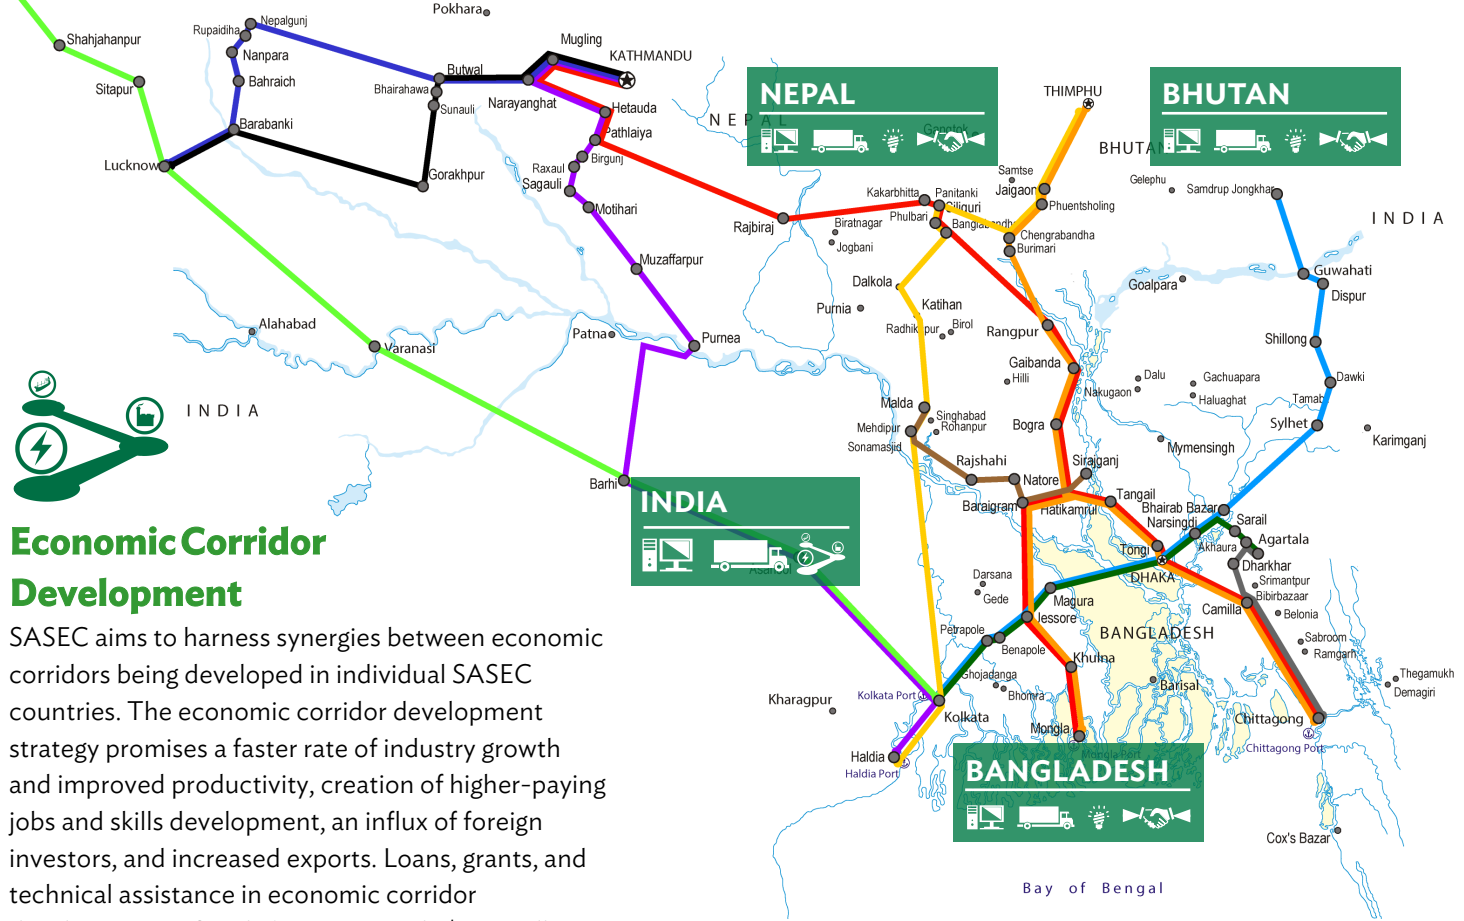 Pokhara
Shahjahanpur
Nepalgunj
Rupaidiha
Nanpara
Sitapur
Bahraich
Barabanki
Lucknow
Butwal
Bhairahawa
Sunauli
Gorakhpur
Mugling
KATHMANDU
Narayanghat
Hetauda
Pathlaiya
Birgunj
Raxaul
Sagauli
Motihari
Muzaffarpur
Purnea
Patna
Alahabad
Varanasi
INDIA
Barhi
NEPAL
NEPAL
Gangtok
THIMPHU
BHUTAN
BHUTAN
Samtse
Gelephu
Samdrup Jongkhar
Jaigaon
Phuentsholing
INDIA
Kakarbhitta
Panitanki
Siliguri
Phulbari
Banglabandha
Chengrabandha
Burimari
Rajbiraj
Biratnagar
Jogbani
Dalkola
Purnia
Katihan
Radhikapur
Birol
Rangpur
Gaibanda
Hilli
Goalpara
Guwahati
Dispur
Shillong
Dawki
Tamabil
Dalu
Nakugaon
Gachuapara
Haluaghat
Sylhet
Karimganj
Mymensingh
Malda
Mehdipur
Singhabad
Rohanpur
Sonamasjid
Bogra
Rajshahi
Natore
Sirajganj
Baraigram
Hatikamrul
Tangail
Bhairab Bazar
Narsingdi
Sarail
Akhaura
Agartala
Tongi
DHAKA
Dharkhar
Srimantpur
Bibirbazaar
Darsana
Gede
Magura
Camilla
Belonia
Iessore
BANGLADESH
Petrapole
Benapole
Sabroom
Ramgarh
Khulna
Ghojadanga
Bhomra
Barisal
Thegamukh
Demagiri
Kharagpur
Kolkata Port
Kolkata
Haldia
Haldia Port
Mongla
Mongla Port
Chittagong
Chittagong Port
Cox's Bazar
Bay of Bengal
INDIA
Asansol
BANGLADESH
Economic Corridor
Development
SASEC aims to harness synergies between economic
corridors being developed in individual SASEC
countries. The economic corridor development
strategy promises a faster rate of industry growth
and improved productivity, creation of higher-paying
jobs and skills development, an influx of foreign
investors, and increased exports. Loans, grants, and
technical assistance in economic corridor